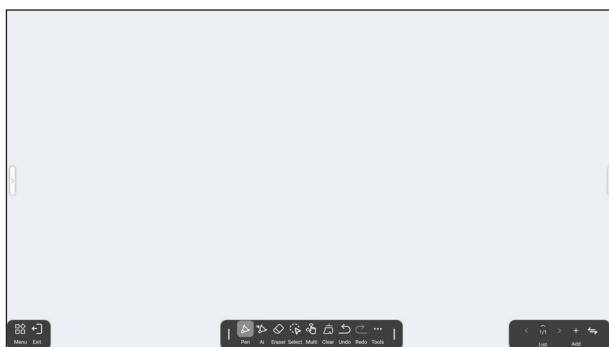 Menu Exit
Pen Ai Eraser Select Multi Clear Undo Redo Tools
1/1
List Add